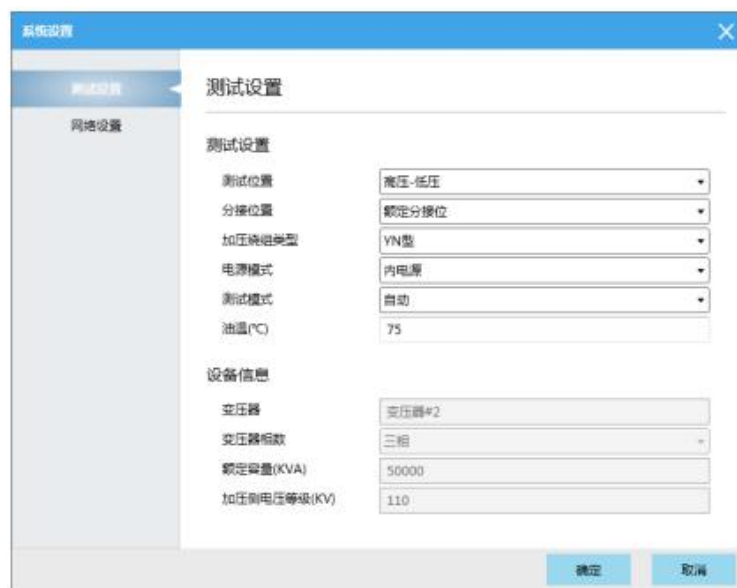 系统设置
测试设置
网络设置
测试设置
测试设置
测试位置 高压-低压
分接位置 额定分接位
加压绕组类型 YN型
电源模式 内电源
测试模式 自动
油温(℃) 75
设备信息
变压器 变压器#2
变压器相数 三相
额定容量(KVA) 50000
加压侧电压等级(KV) 110
确定 取消